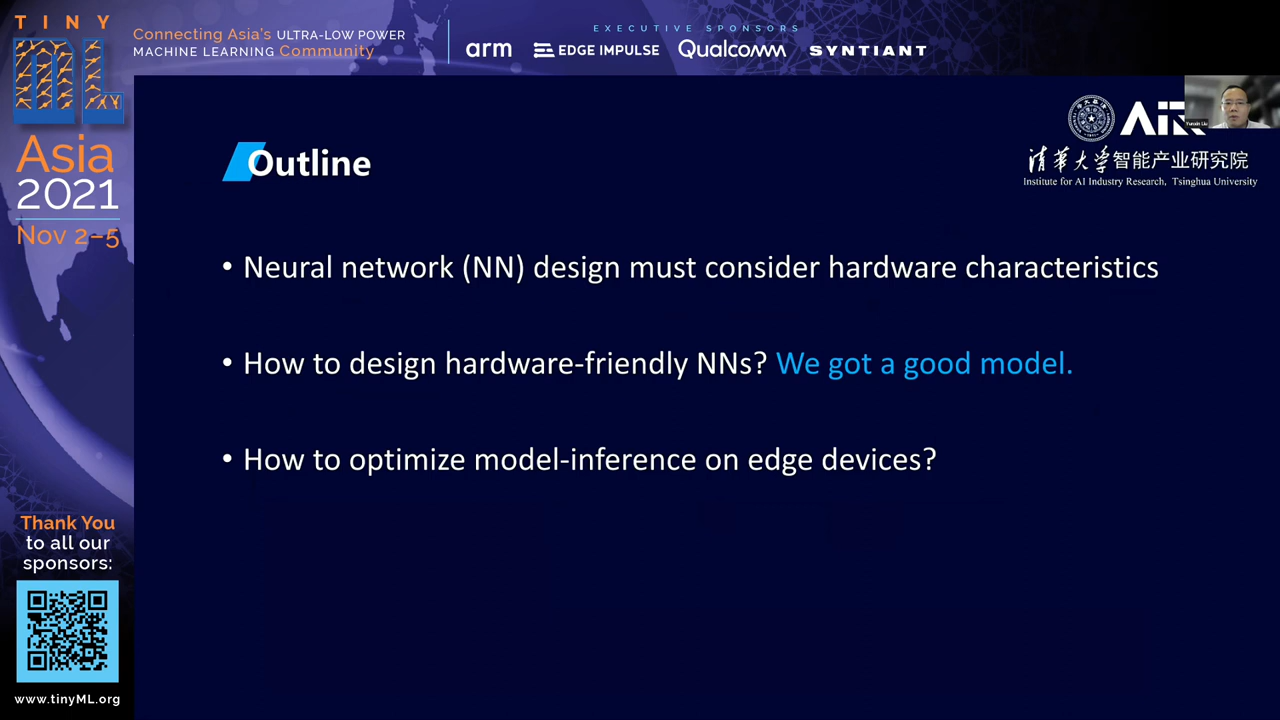 TINY
ML
Asia
2021
Nov 2–5
Connecting Asia's ULTRA-LOW POWER
MACHINE LEARNING Community
EXECUTIVE SPONSORS
arm EDGE IMPULSE Qualcomm SYNTIANT
AIR
Yunxin Liu
清华大学智能产业研究院
Institute for AI Industry Research, Tsinghua University
Outline
• Neural network (NN) design must consider hardware characteristics
• How to design hardware-friendly NNs? We got a good model.
• How to optimize model-inference on edge devices?
Thank You
to all our
sponsors:
www.tinyML.org